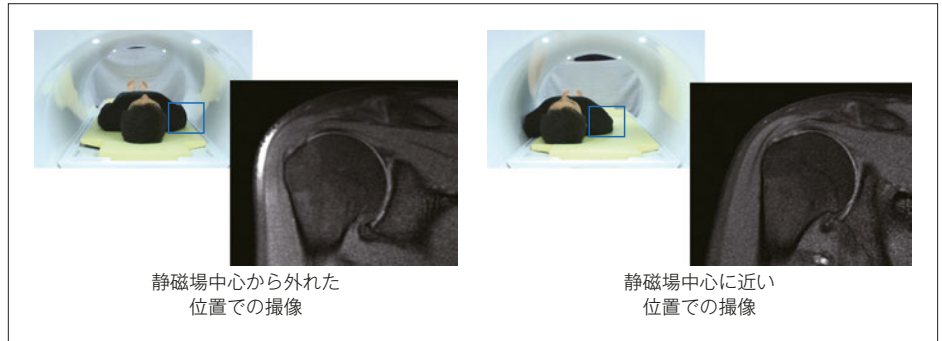 静磁場中心から外れた
位置での撮像
静磁場中心に近い
位置での撮像